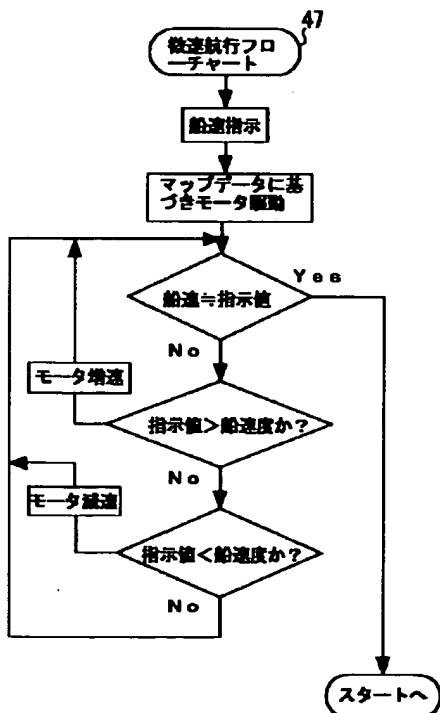 47
微速航行フロ
ーチャート
船速指示
マップデータに基
づきモータ駆動
船速≒指示値
Yes
No
モータ増速
指示値>船速度か?
No
モータ減速
指示値<船速度か?
No
スタートへ